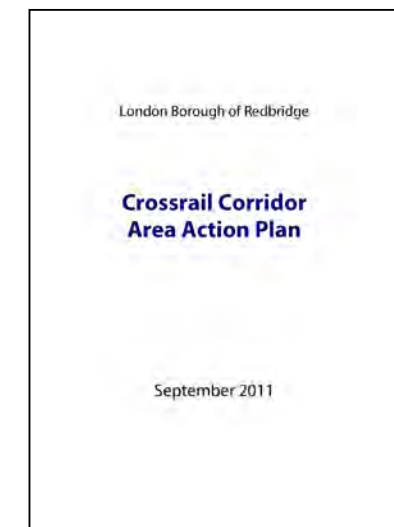 London Borough of Redbridge
Crossrail Corridor
Area Action Plan
September 2011